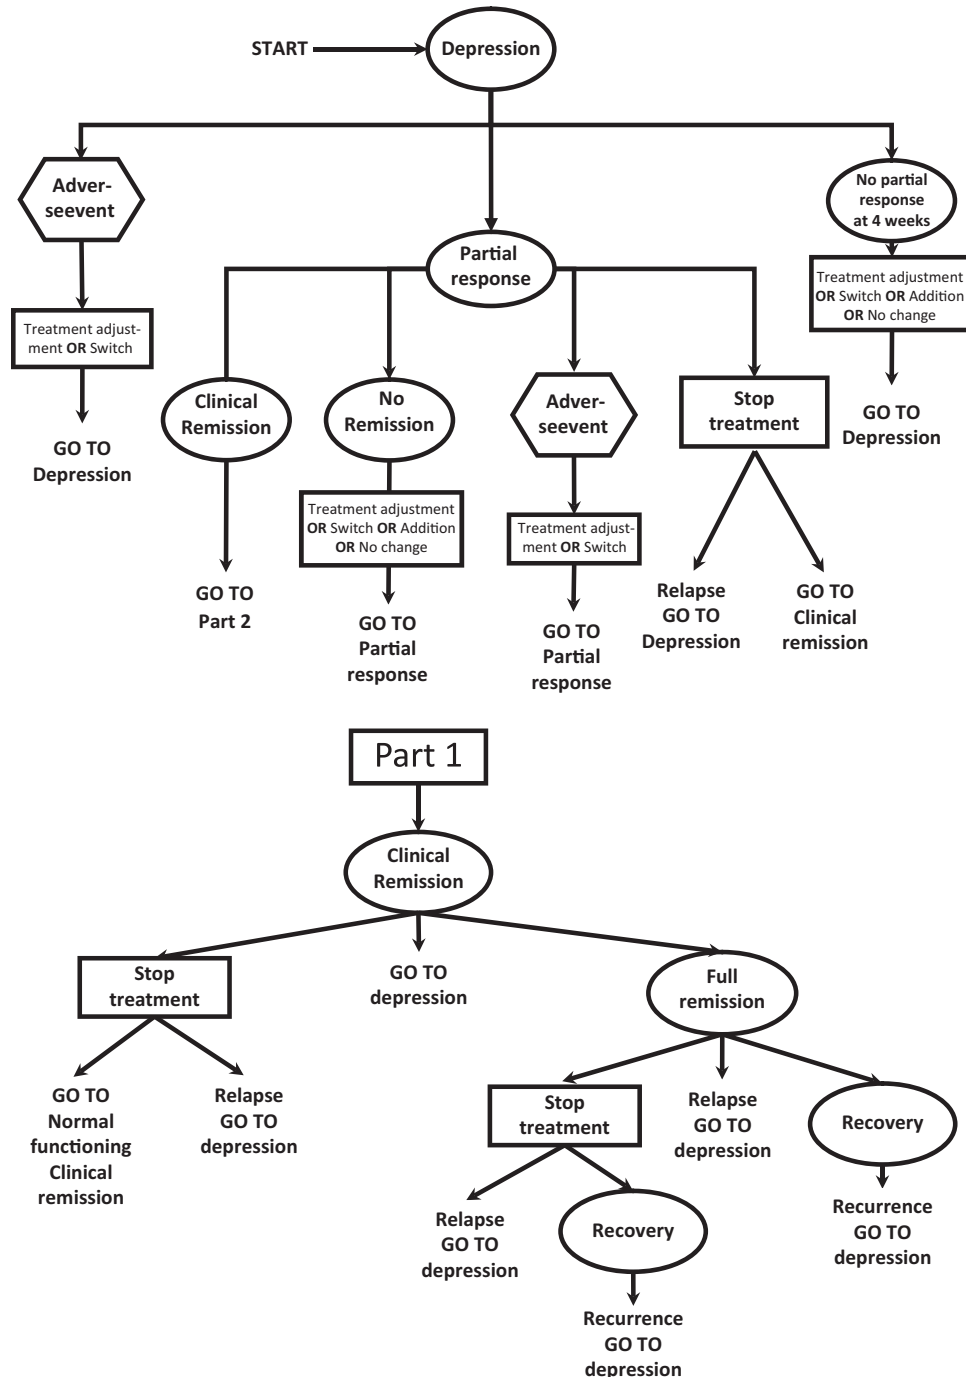 START
Depression
Adver-
seevent
No partial
response
at 4 weeks
Partial
response
Treatment adjust-
ment OR Switch
Treatment adjustment
OR Switch OR Addition
OR No change
GO TO
Depression
Clinical
Remission
No
Remission
Adver-
seevent
Stop
treatment
GO TO
Depression
Treatment adjustment
OR Switch OR Addition
OR No change
Treatment adjust-
ment OR Switch
GO TO
Part 2
GO TO
Partial
response
GO TO
Partial
response
Relapse
GO TO
Depression
GO TO
Clinical
remission
Part 1
Clinical
Remission
Stop
treatment
GO TO
depression
Full
remission
GO TO
Normal
functioning
Clinical
remission
Relapse
GO TO
depression
Stop
treatment
Relapse
GO TO
depression
Recovery
Relapse
GO TO
depression
Recovery
Recurrence
GO TO
depression
Recurrence
GO TO
depression